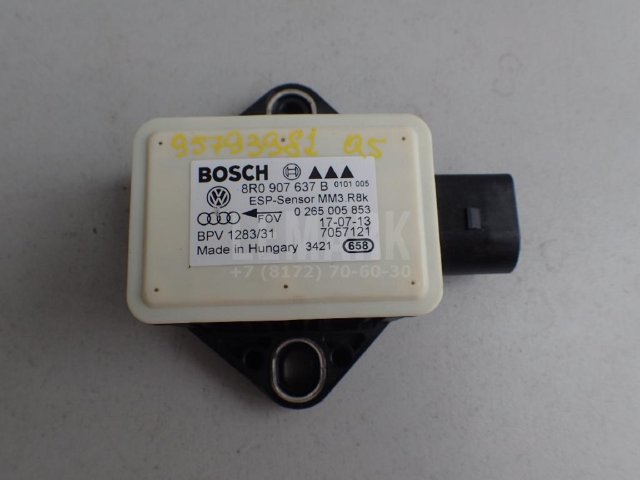 95793981 Q5
BOSCH
8R0 907 637 B 0101 005
ESP-Sensor MM3.R8k
FOV 0 265 005 853
17-07-13
BPV 1283/31 7057121
Made in Hungary 3421 658
+7 (8172) 70-60-30